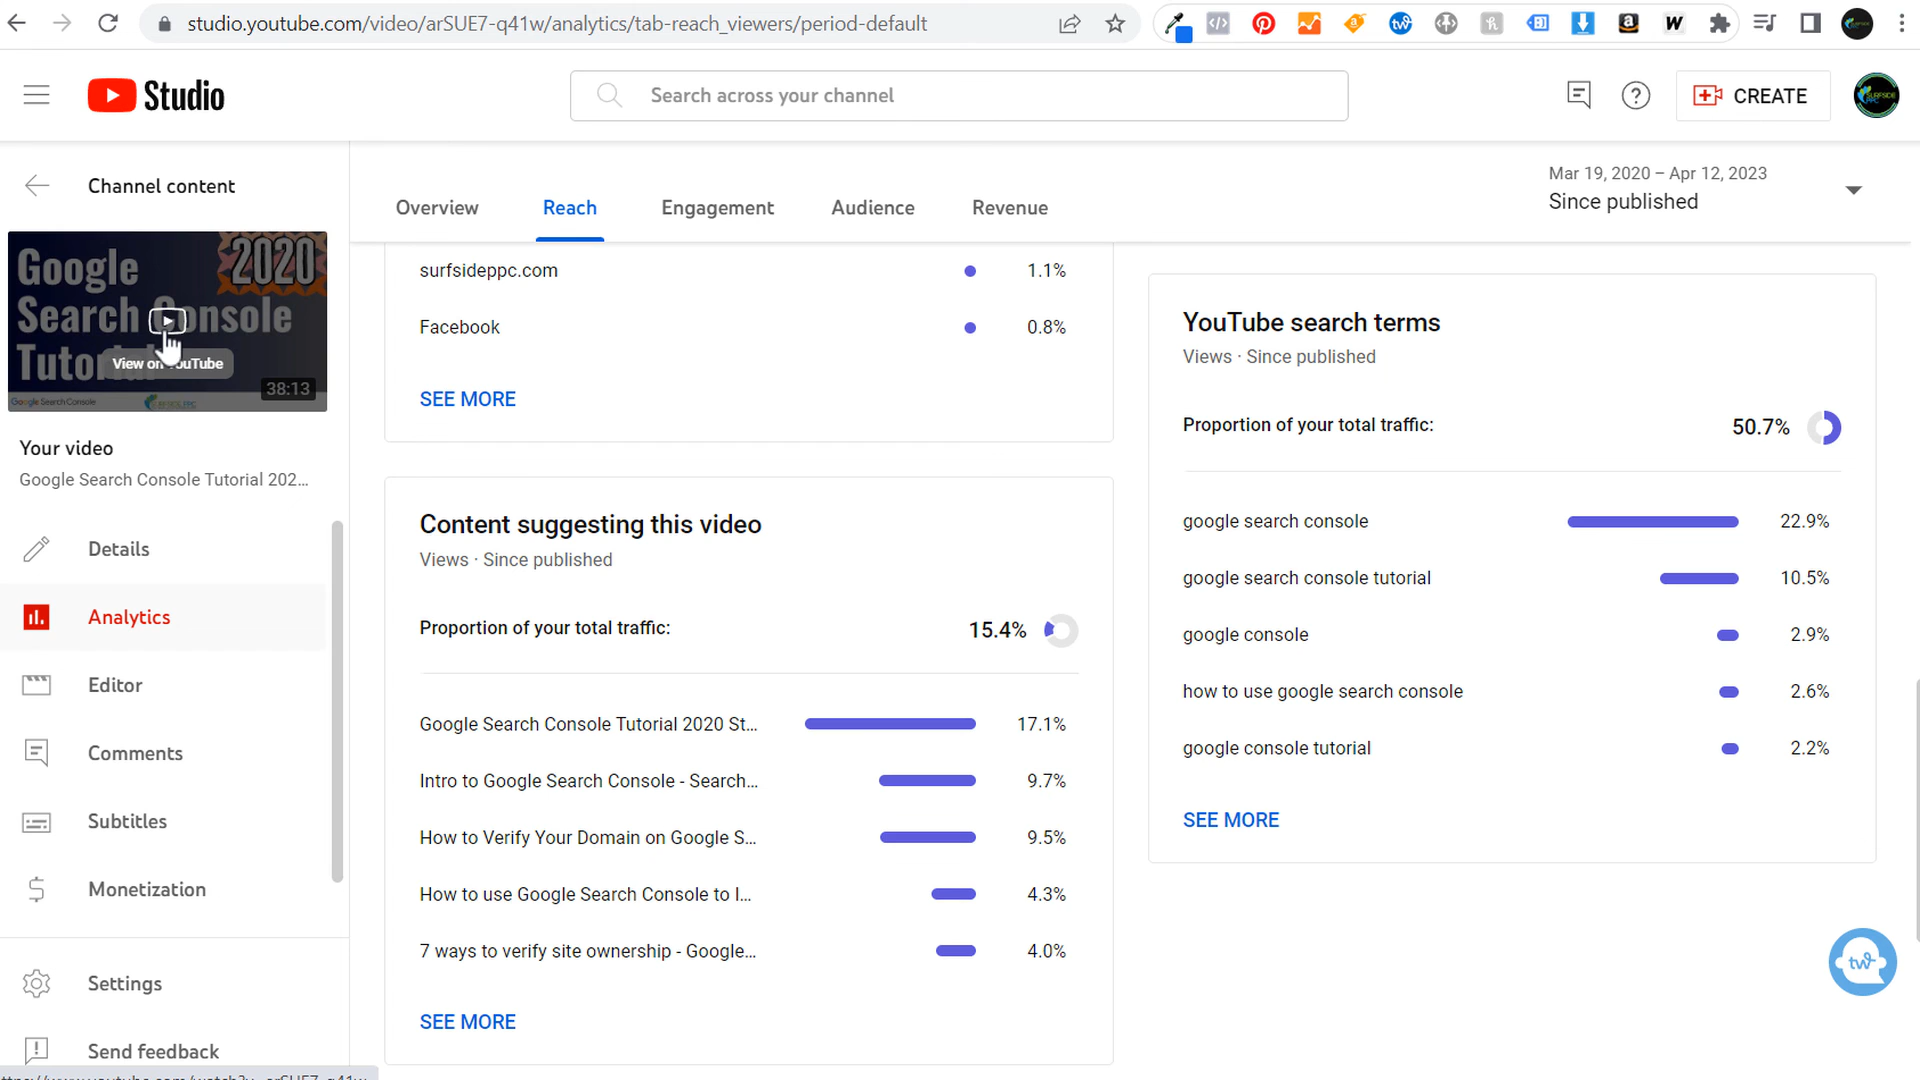 studio.youtube.com/video/arSUE7-q41w/analytics/tab-reach_viewers/period-default
Studio
Search across your channel
CREATE
Channel content
Google
Search Console
2020
View on YouTube
38:13
Google Search Console
Your video
Google Search Console Tutorial 202...
Details
Analytics
Editor
Comments
Subtitles
Monetization
Settings
Send feedback
Overview
Reach
Engagement
Audience
Revenue
Mar 19, 2020 – Apr 12, 2023
Since published
surfsideppc.com 1.1%
Facebook 0.8%
SEE MORE
Content suggesting this video
Views · Since published
Proportion of your total traffic: 15.4%
Google Search Console Tutorial 2020 St... 17.1%
Intro to Google Search Console - Search... 9.7%
How to Verify Your Domain on Google S... 9.5%
How to use Google Search Console to I... 4.3%
7 ways to verify site ownership - Google... 4.0%
SEE MORE
YouTube search terms
Views · Since published
Proportion of your total traffic: 50.7%
google search console 22.9%
google search console tutorial 10.5%
google console 2.9%
how to use google search console 2.6%
google console tutorial 2.2%
SEE MORE
tw